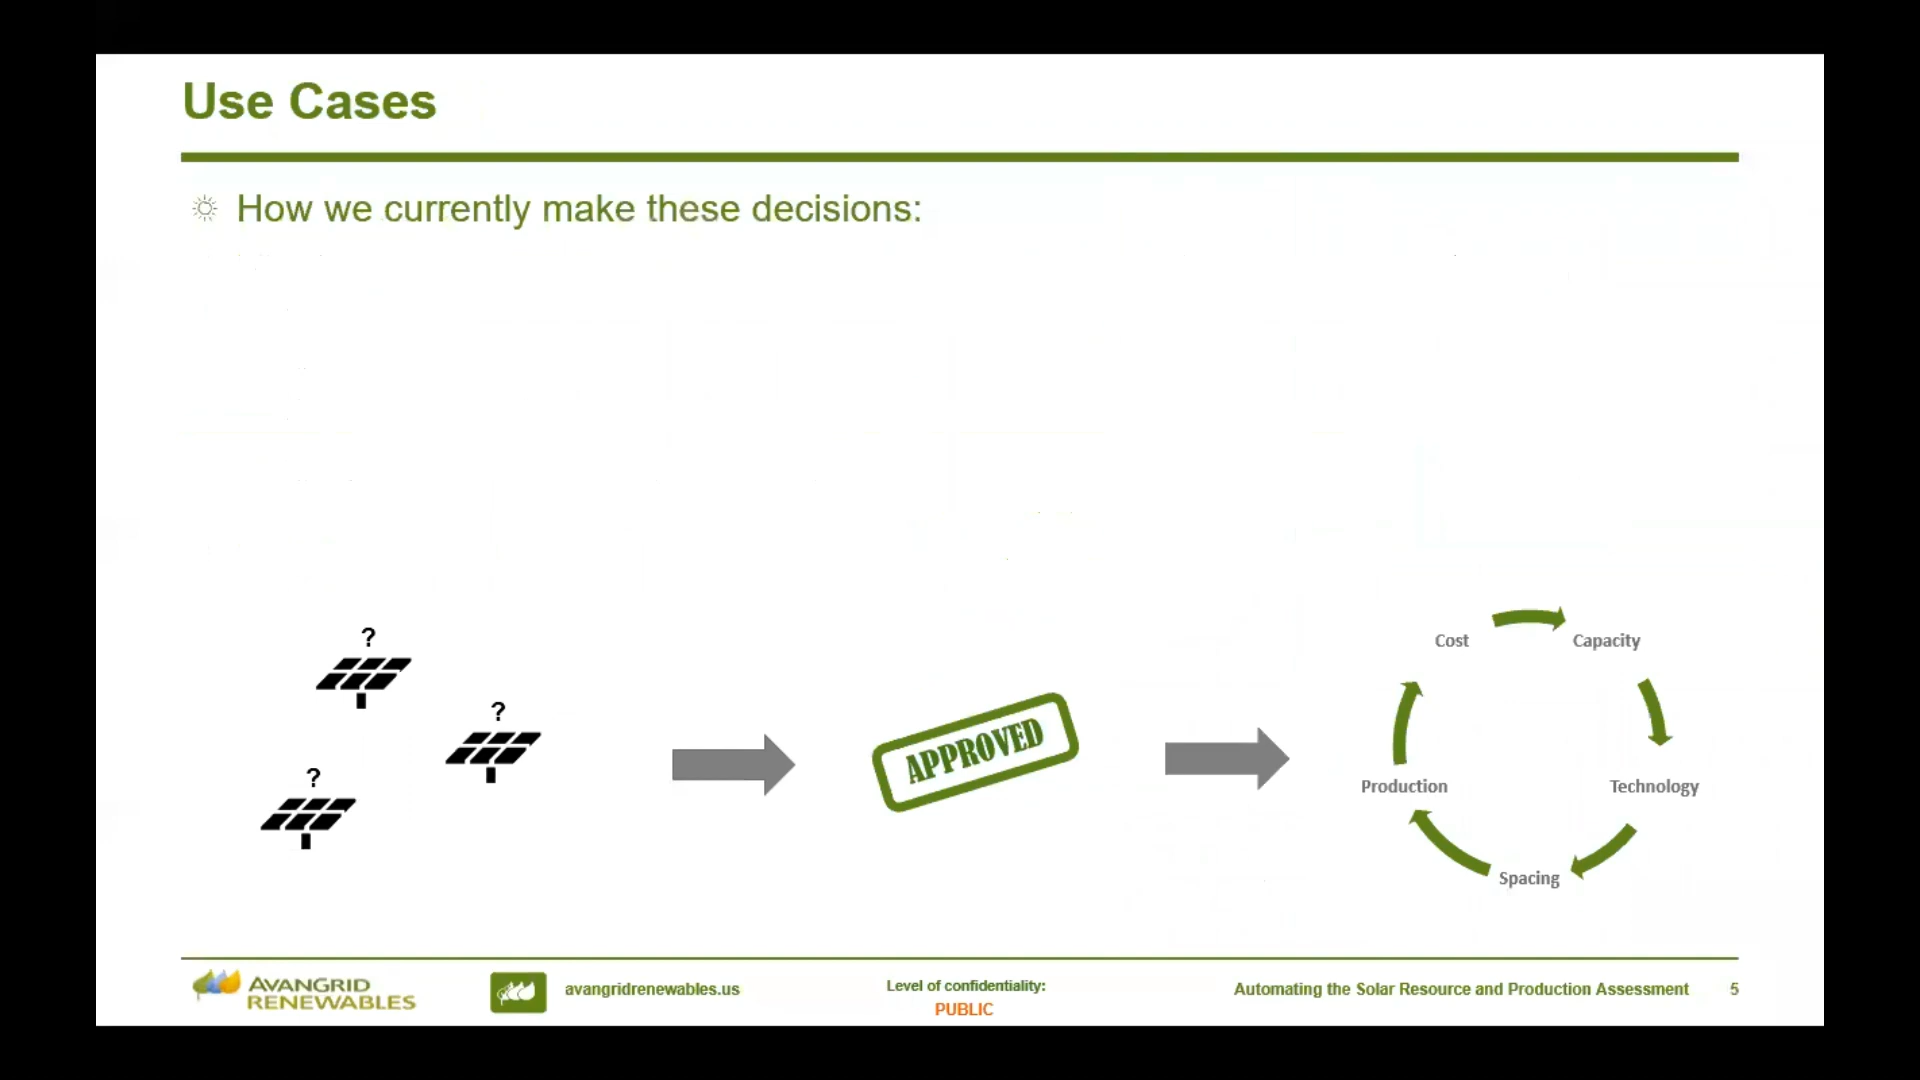 Use Cases
How we currently make these decisions:
?
?
?
APPROVED
Cost
Capacity
Production
Technology
Spacing
AVANGRID
RENEWABLES
avangridrenewables.us
Level of confidentiality:
PUBLIC
Automating the Solar Resource and Production Assessment
5